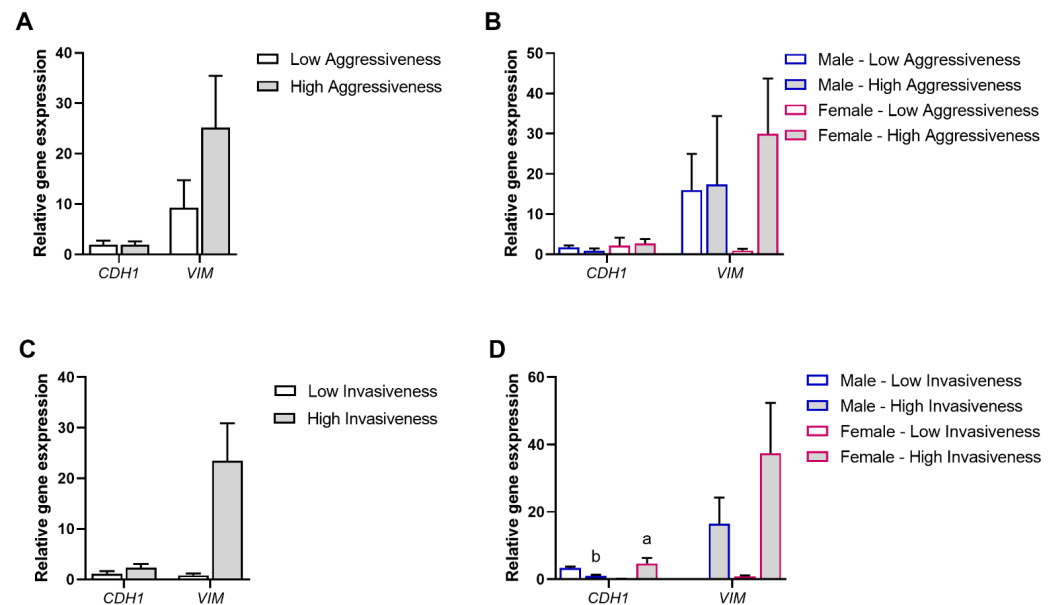 A
Relative gene esxpression
40
30
20
10
0
CDH1
VIM
Low Aggressiveness
High Aggressiveness
B
Relative gene esxpression
50
40
30
20
10
0
CDH1
VIM
Male - Low Aggressiveness
Male - High Aggressiveness
Female - Low Aggressiveness
Female - High Aggressiveness
C
Relative gene esxpression
40
30
20
10
0
CDH1
VIM
Low Invasiveness
High Invasiveness
D
Relative gene esxpression
60
40
20
0
b
a
CDH1
VIM
Male - Low Invasiveness
Male - High Invasiveness
Female - Low Invasiveness
Female - High Invasiveness